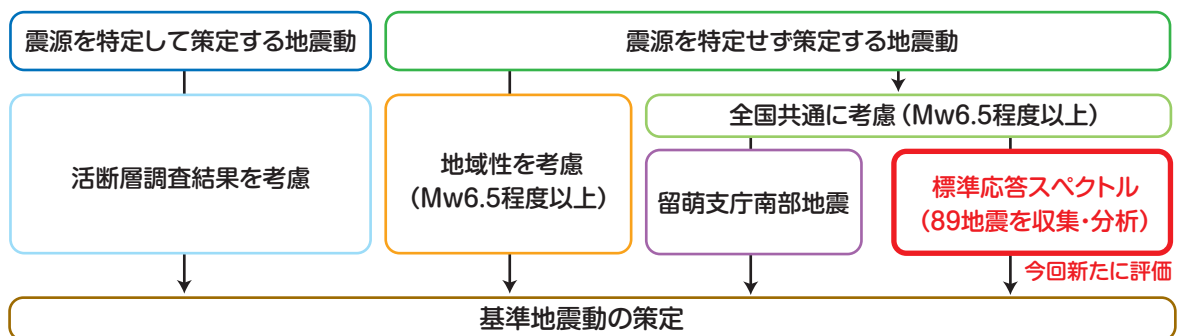 震源を特定して策定する地震動
震源を特定せず策定する地震動
活断層調査結果を考慮
地域性を考慮
(Mw6.5程度以上)
全国共通に考慮(Mw6.5程度以上)
留萌支庁南部地震
標準応答スペクトル
(89地震を収集・分析)
今回新たに評価
基準地震動の策定